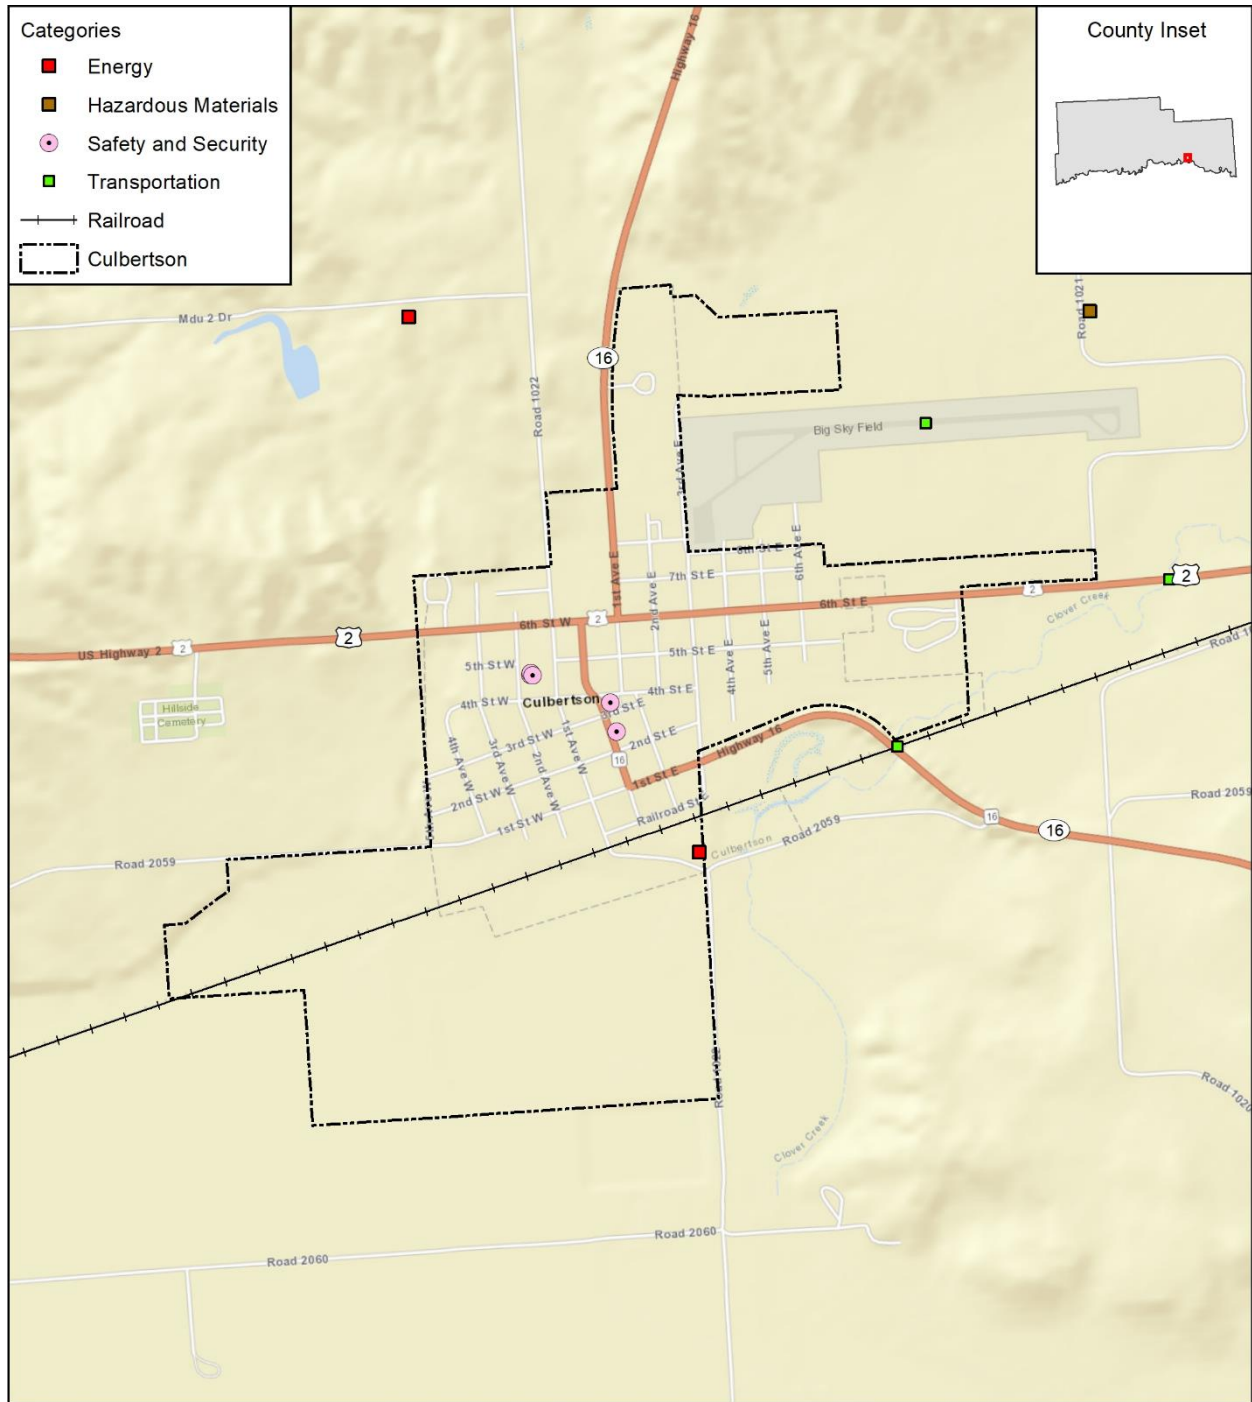 Categories
Energy
Hazardous Materials
Safety and Security
Transportation
Railroad
Culbertson
County Inset
Highway 16
Mdu 2 Dr
Road 1021
16
Road 1022
Big Sky Field
3rd Ave E
8th St E
6th Ave E
7th St E
1st Ave E
2nd Ave E
2
2
6th St E
Clover Creek
6th St W
2
2
2
US Highway 2
5th St W
5th St E
4th Ave E
5th Ave E
Hillside
Cemetery
Culbertson
4th St W
4th St E
3rd St E
3rd St W
1st Ave W
2nd St E
4th Ave W
3rd Ave W
2nd Ave W
16
Highway 16
1st St E
2nd St W
1st St W
Railroad St E
Road 2059
Road 2059
16
16
Road 2059
Culbertson
Road 1022
Road 1020
Clover Creek
Road 2060
Road 2060